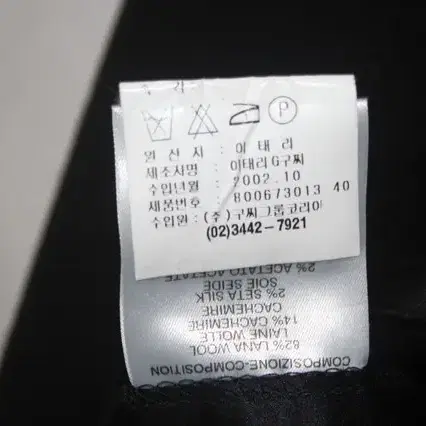 원 산 지 : 이 태 리
제조자명 : 이태리 G구찌
수입년월 : 2002.10
제품번호 : 800673013 40
수입원 : (주)구찌그룹코리아
(02)3442-7921
P
COMPOSIZIONE-COMPOSITION
82% LANA WOOL
LAINE WOLLE
14% CACHEMIRE
CACHEMIRE
2% SETA SILK
SOIE SEIDE
2% ACETATO ACETATE